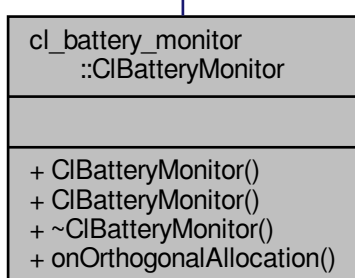 cl_battery_monitor
::ClBatteryMonitor
+ ClBatteryMonitor()
+ ClBatteryMonitor()
+ ~ClBatteryMonitor()
+ onOrthogonalAllocation()